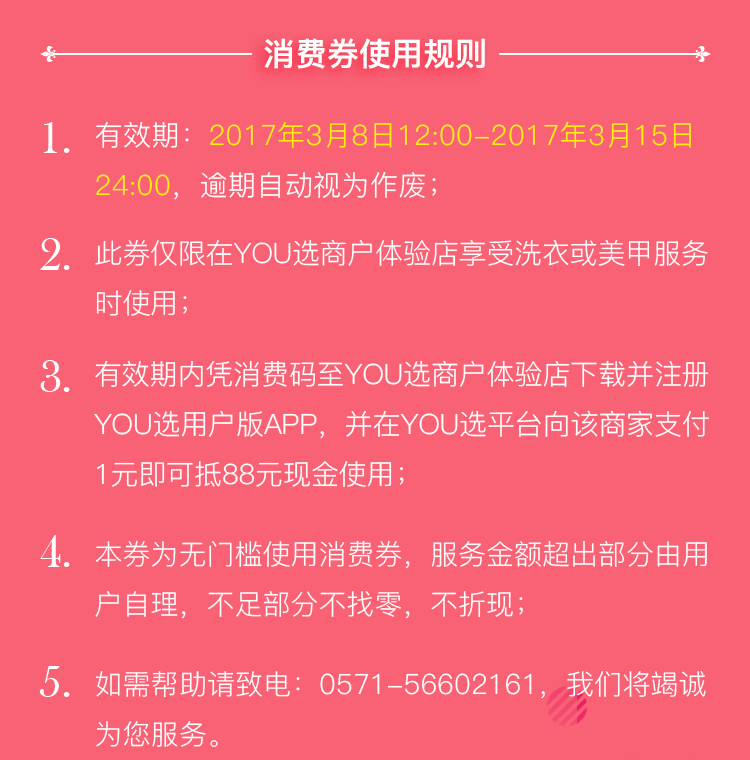 消费券使用规则
1. 有效期：2017年3月8日12:00-2017年3月15日
24:00，逾期自动视为作废；
2. 此券仅限在YOU选商户体验店享受洗衣或美甲服务
时使用；
3. 有效期内凭消费码至YOU选商户体验店下载并注册
YOU选用户版APP，并在YOU选平台向该商家支付
1元即可抵88元现金使用；
4. 本券为无门槛使用消费券，服务金额超出部分由用
户自理，不足部分不找零，不折现；
5. 如需帮助请致电：0571-56602161，我们将竭诚
为您服务。